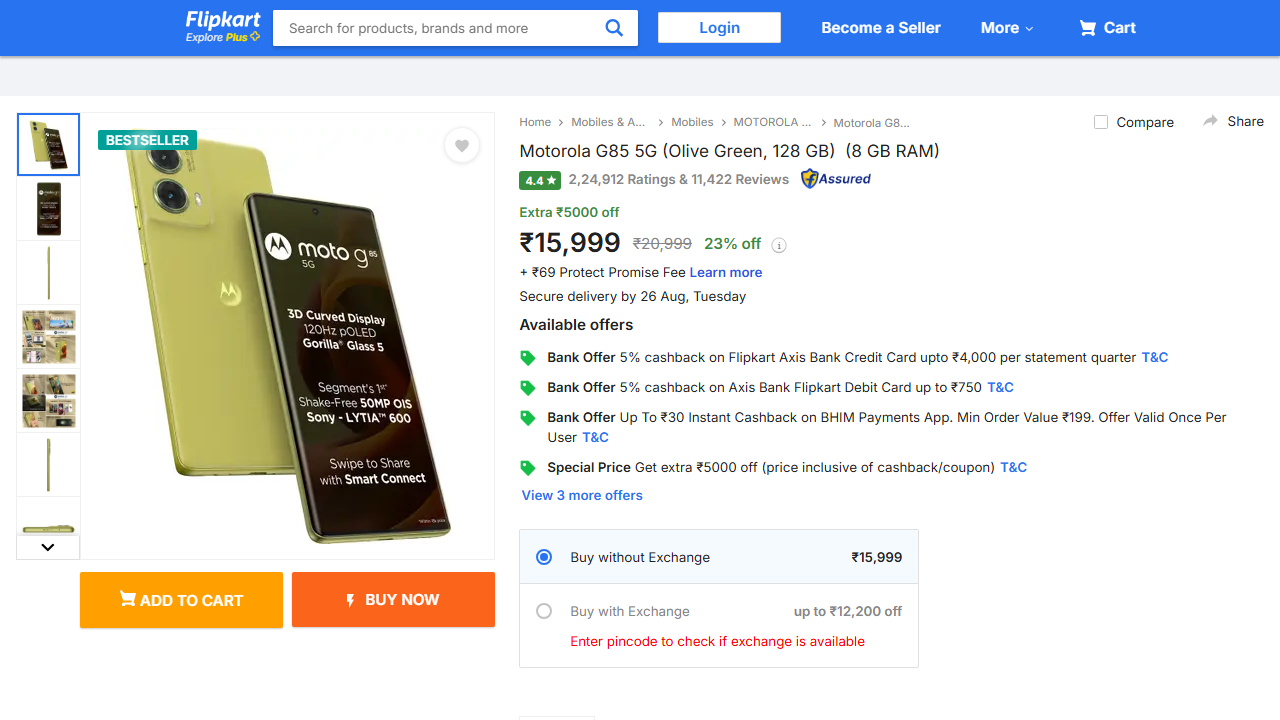 Flipkart
Explore Plus
Search for products, brands and more
Login
Become a Seller
More
Cart
BESTSELLER
moto g85
5G
3D Curved Display
120Hz pOLED
Gorilla® Glass 5
Segment's 1st*
Shake-Free 50MP OIS
Sony - LYTIA™ 600
Swipe to Share
with Smart Connect
ADD TO CART
BUY NOW
Home
Mobiles & A...
Mobiles
MOTOROLA ...
Motorola G8...
Compare
Share
Motorola G85 5G (Olive Green, 128 GB) (8 GB RAM)
4.4 ★ 2,24,912 Ratings & 11,422 Reviews Assured
Extra ₹5000 off
₹15,999 ₹20,999 23% off
+ ₹69 Protect Promise Fee Learn more
Secure delivery by 26 Aug, Tuesday
Available offers
Bank Offer 5% cashback on Flipkart Axis Bank Credit Card upto ₹4,000 per statement quarter T&C
Bank Offer 5% cashback on Axis Bank Flipkart Debit Card up to ₹750 T&C
Bank Offer Up To ₹30 Instant Cashback on BHIM Payments App. Min Order Value ₹199. Offer Valid Once Per
User T&C
Special Price Get extra ₹5000 off (price inclusive of cashback/coupon) T&C
View 3 more offers
Buy without Exchange ₹15,999
Buy with Exchange up to ₹12,200 off
Enter pincode to check if exchange is available